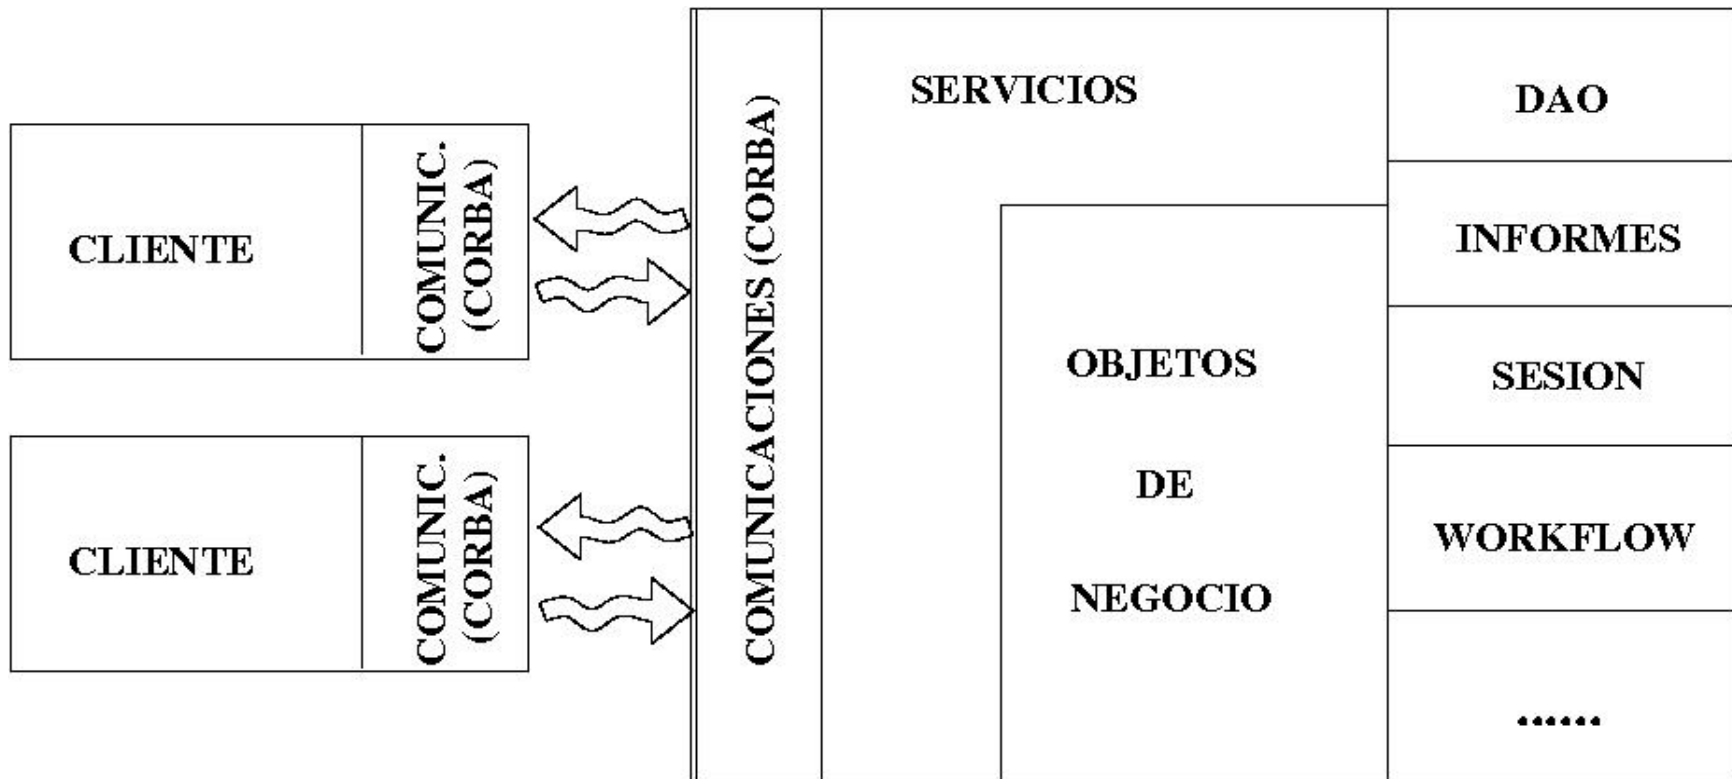 CLIENTE
COMUNIC.
(CORBA)
CLIENTE
COMUNIC.
(CORBA)
COMUNICACIONES (CORBA)
SERVICIOS
OBJETOS
DE
NEGOCIO
DAO
INFORMES
SESION
WORKFLOW
......